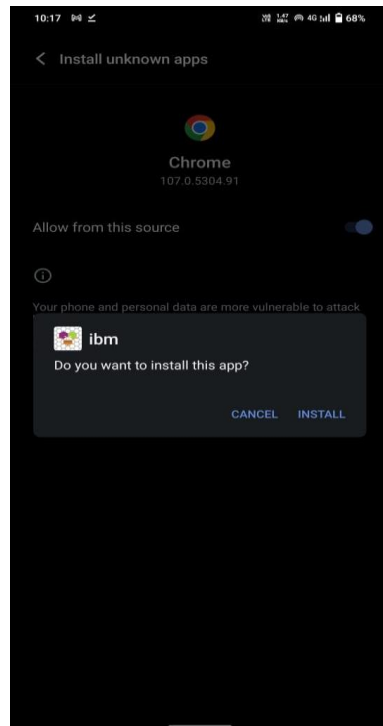 10:17 4G 68%
Install unknown apps
Chrome
107.0.5304.91
Allow from this source
Your phone and personal data are more vulnerable to attack
ibm
Do you want to install this app?
CANCEL INSTALL